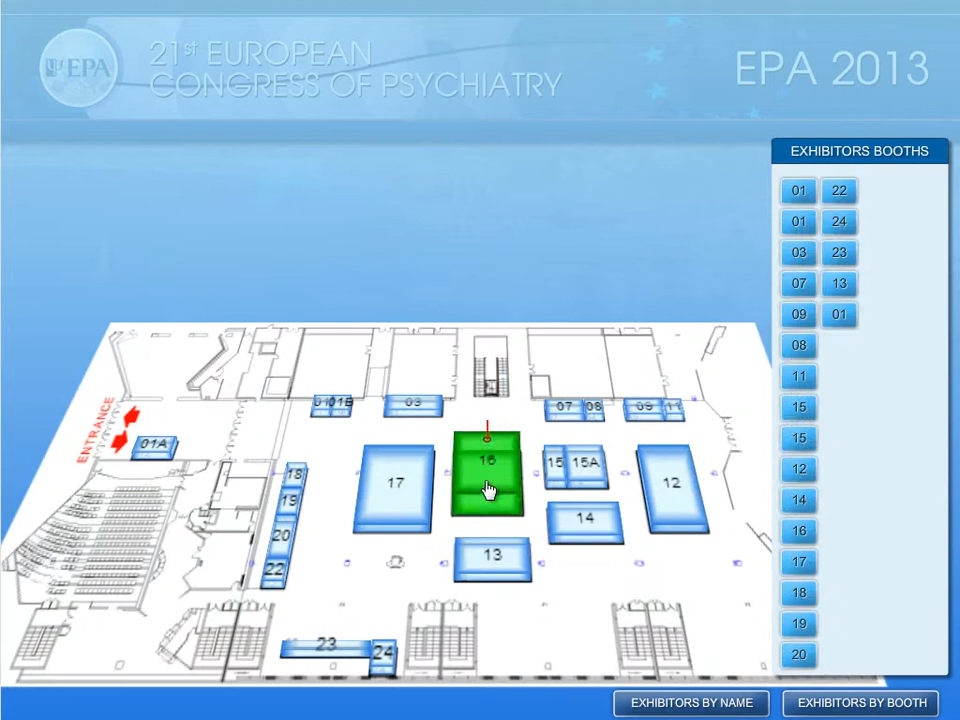 EPA
21st EUROPEAN
CONGRESS OF PSYCHIATRY
EPA 2013
EXHIBITORS BOOTHS
01 22
01 24
03 23
07 13
09 01
08
11
15
15
12
14
16
17
18
19
20
ENTRANCE
01A
01B
03
07 08
09 11
18
19
20
22
17
16
15 15A
12
14
13
23
24
EXHIBITORS BY NAME
EXHIBITORS BY BOOTH